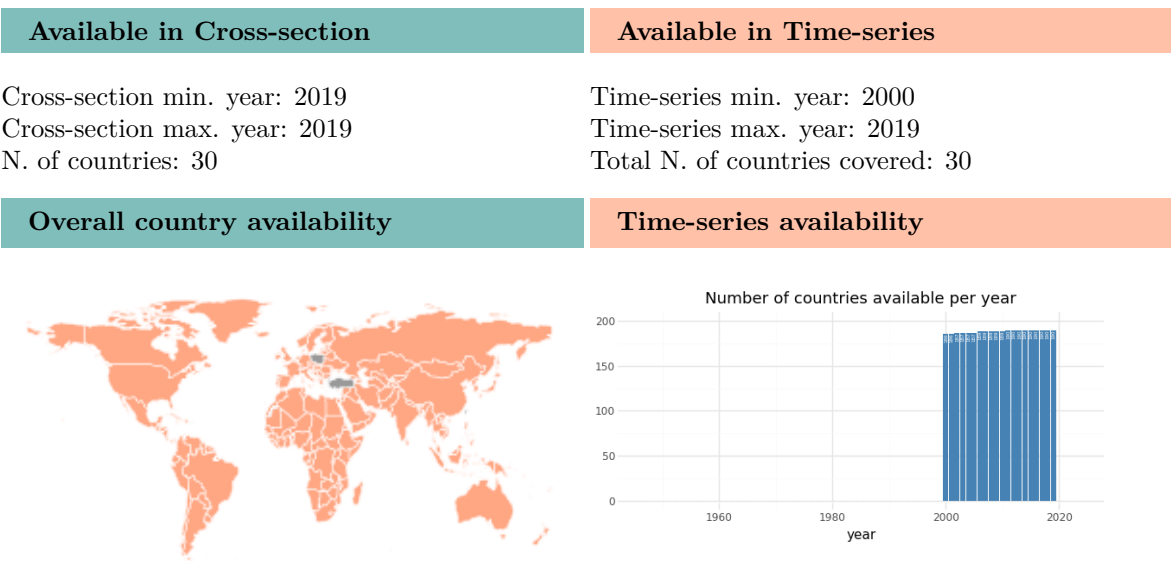 Available in Cross-section
Available in Time-series
Cross-section min. year: 2019
Cross-section max. year: 2019
N. of countries: 30
Time-series min. year: 2000
Time-series max. year: 2019
Total N. of countries covered: 30
Overall country availability
Time-series availability
Number of countries available per year
200
150
100
50
0
1960
1980
2000
2020
year